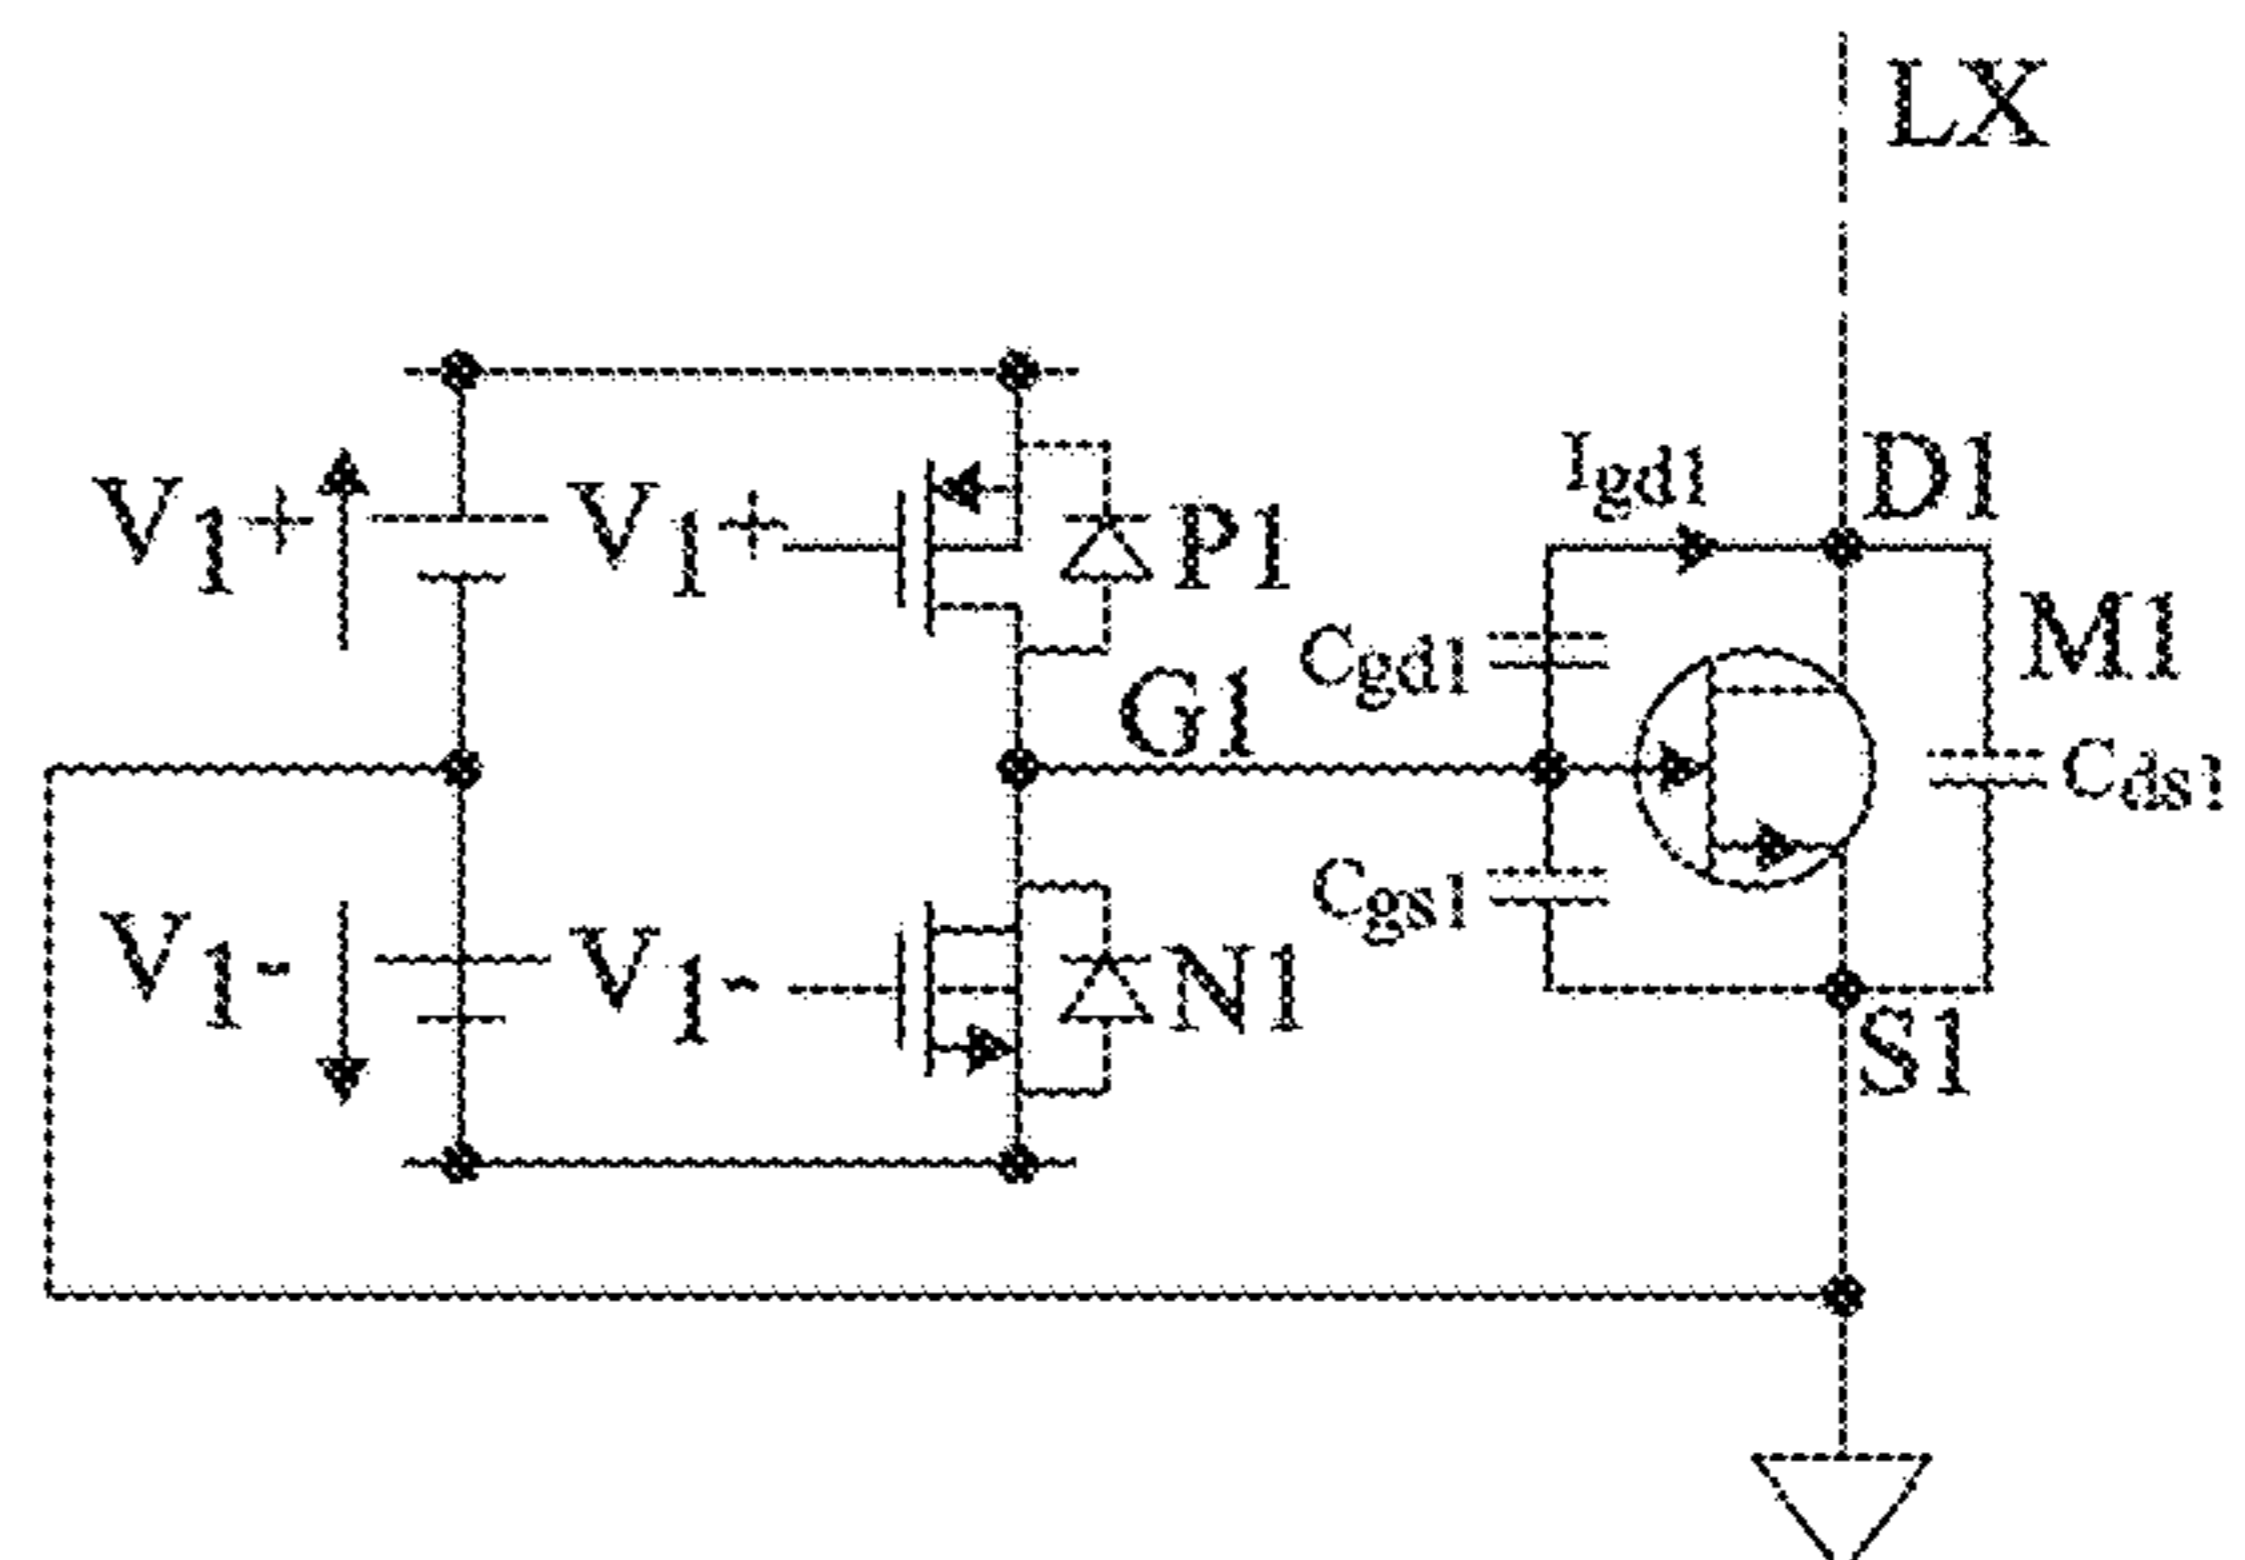 LX
Igd1
D1
V1+
V1+
P1
M1
Cgd1
G1
Cds1
Cgs1
V1-
V1-
N1
S1